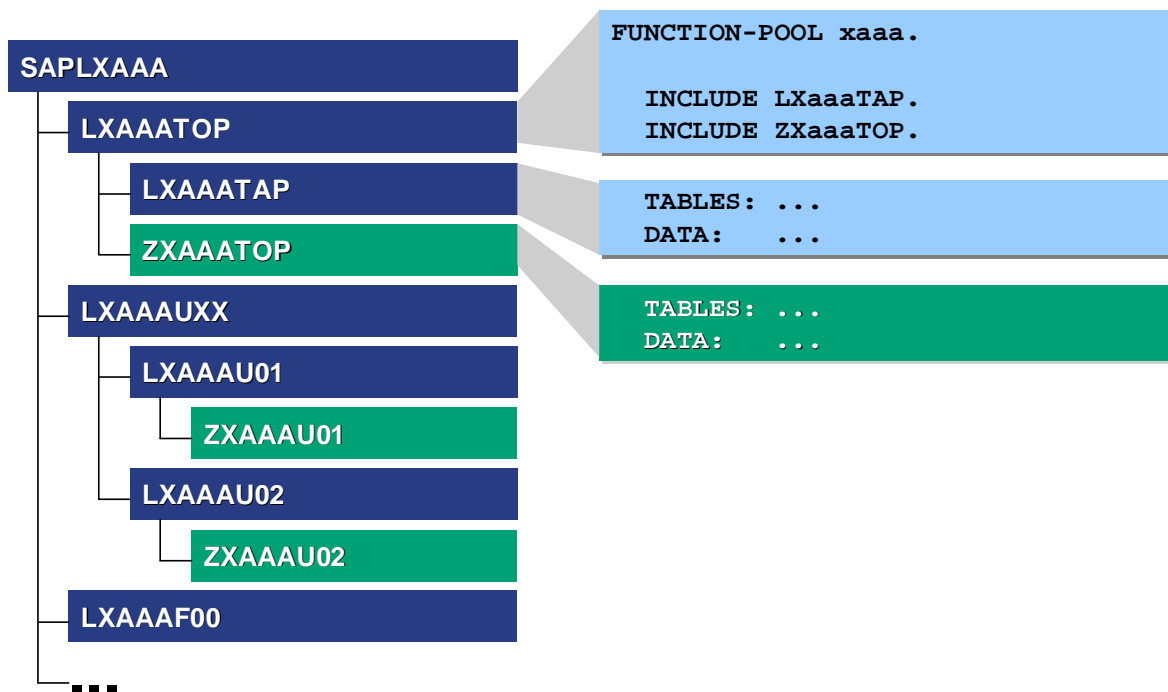 SAPLXAAA
LXAAATOP
LXAAATAP
ZXAAATOP
LXAAAUXX
LXAAAU01
ZXAAAU01
LXAAAU02
ZXAAAU02
LXAAAF00
...
FUNCTION-POOL xaaa.
INCLUDE LXaaaTAP.
INCLUDE ZXaaaTOP.
TABLES: ...
DATA: ...
TABLES: ...
DATA: ...